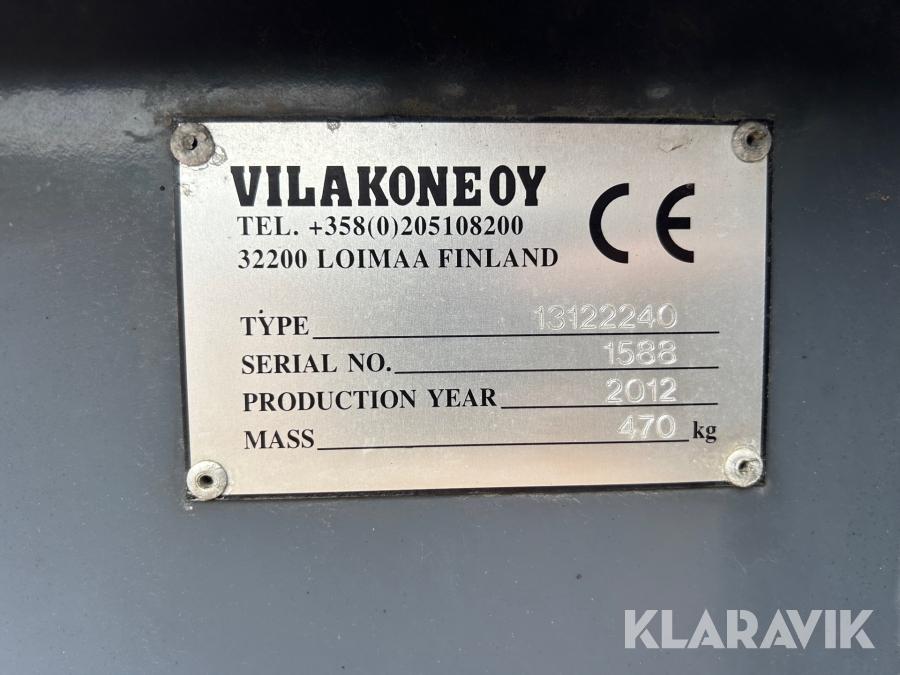 VILAKONE OY
TEL. +358(0)205108200
32200 LOIMAA FINLAND
CE
TYPE 13122240
SERIAL NO. 1588
PRODUCTION YEAR 2012
MASS 470 kg
KLARAVIK